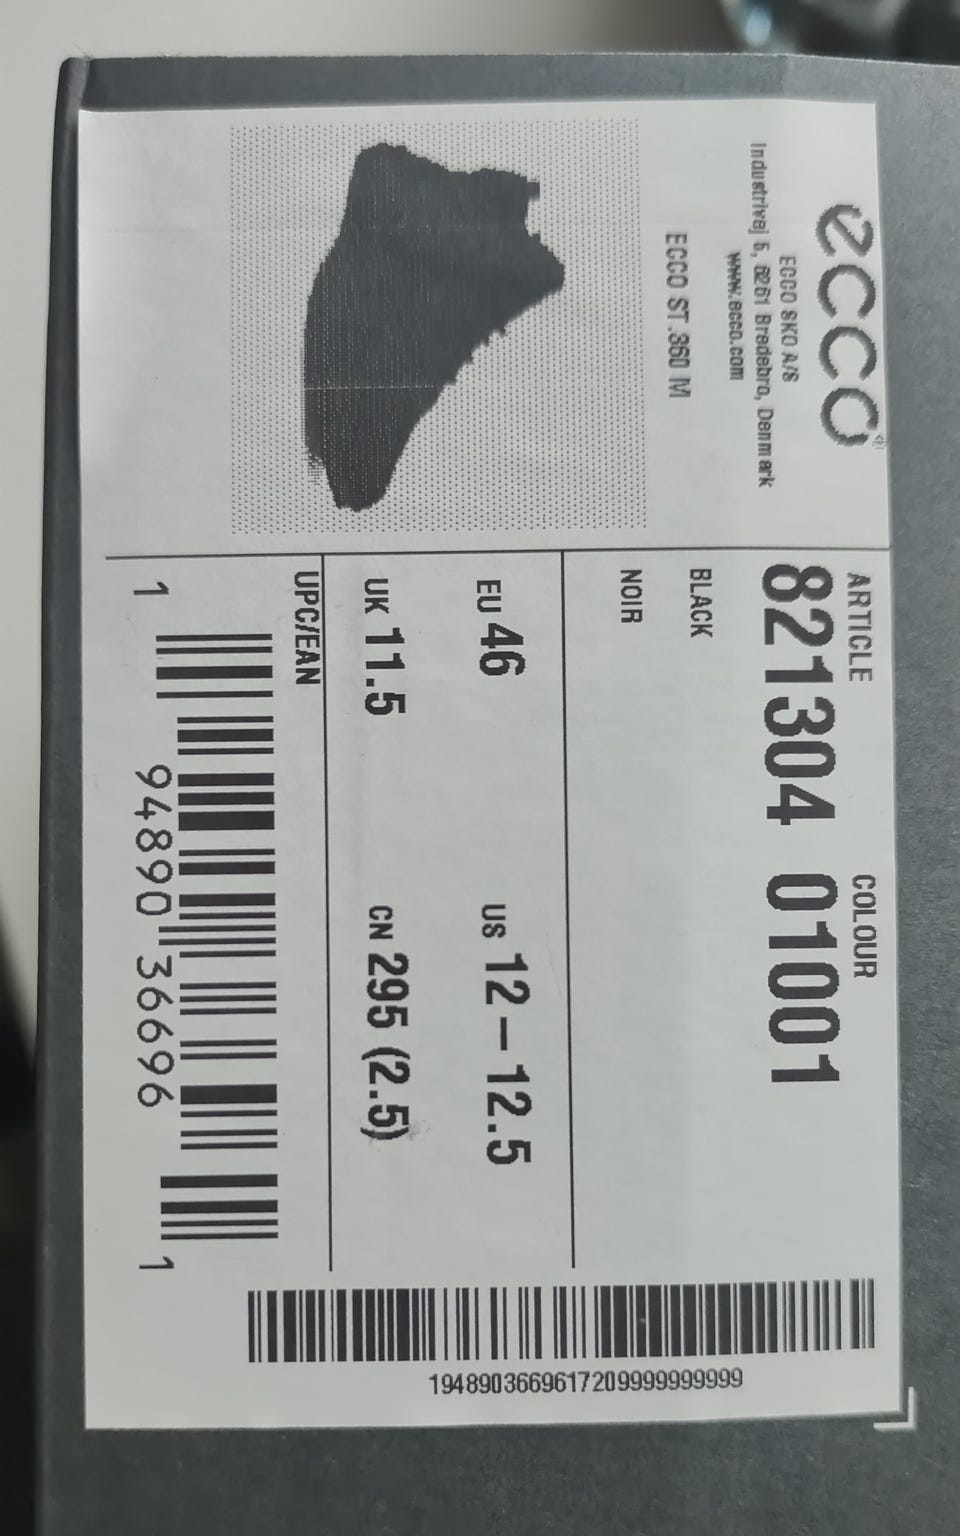 ecco®
ECCO SKO A/S
Industrivej 5, 6261 Bredebro, Denmark
www.ecco.com
ECCO ST.360 M
ARTICLE COLOUR
821304 01001
BLACK
NOIR
EU 46 US 12 – 12.5
UK 11.5 CN 295 (2.5)
UPC/EAN
1 94890 36696 1
1948903669617209999999999